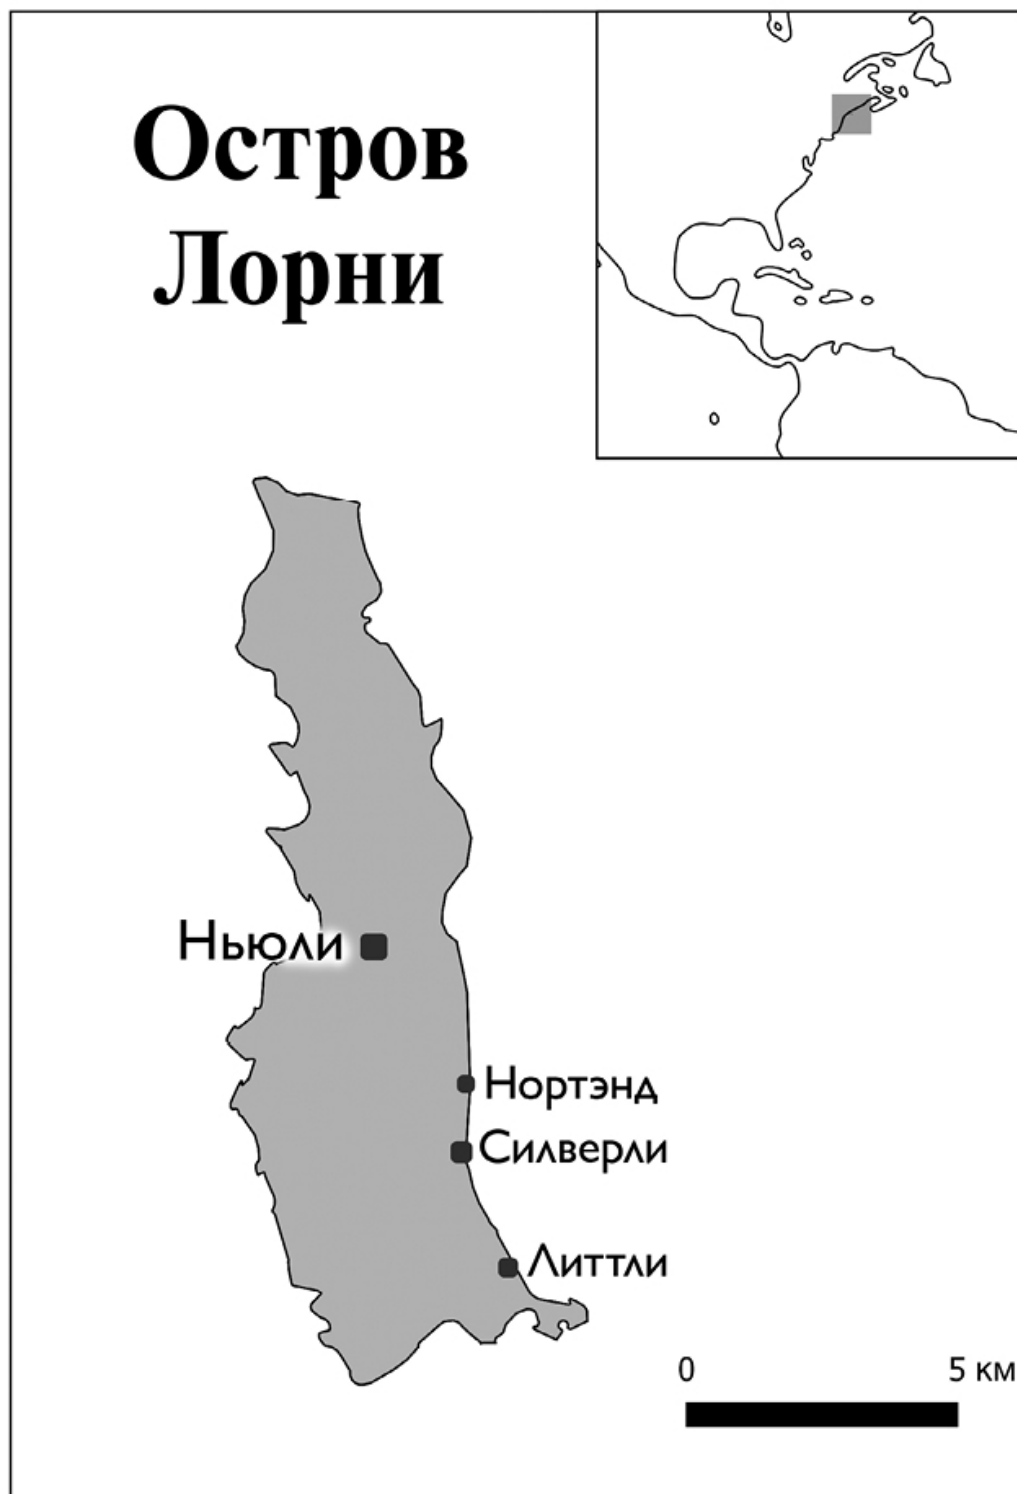 Остров
Лорни
Ньюли
Нортэнд
Силверли
Литтли
0 5 км